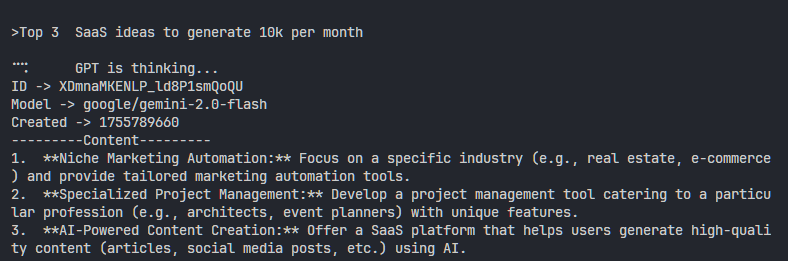 >Top 3  SaaS ideas to generate 10k per month
GPT is thinking...
ID -> XDmnaMKENLP_ld8P1smQoQU
Model -> google/gemini-2.0-flash
Created -> 1755789660
---------Content---------
1.  **Niche Marketing Automation:** Focus on a specific industry (e.g., real estate, e-commerce
) and provide tailored marketing automation tools.
2.  **Specialized Project Management:** Develop a project management tool catering to a particu
lar profession (e.g., architects, event planners) with unique features.
3.  **AI-Powered Content Creation:** Offer a SaaS platform that helps users generate high-quali
ty content (articles, social media posts, etc.) using AI.